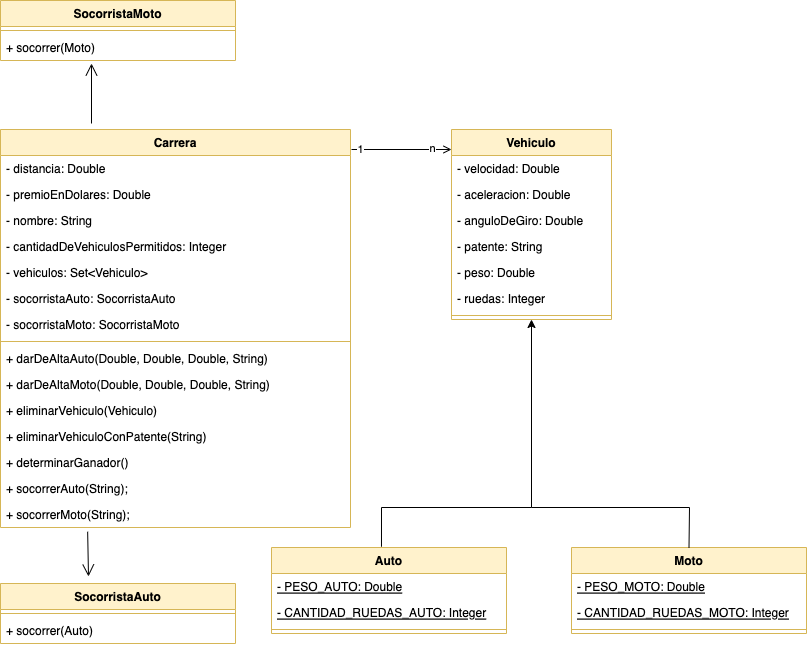 SocorristaMoto
+ socorrer(Moto)
Carrera
- distancia: Double
- premioEnDolares: Double
- nombre: String
- cantidadDeVehiculosPermitidos: Integer
- vehiculos: Set<Vehiculo>
- socorristaAuto: SocorristaAuto
- socorristaMoto: SocorristaMoto
+ darDeAltaAuto(Double, Double, Double, String)
+ darDeAltaMoto(Double, Double, Double, String)
+ eliminarVehiculo(Vehiculo)
+ eliminarVehiculoConPatente(String)
+ determinarGanador()
+ socorrerAuto(String);
+ socorrerMoto(String);
1
n
Vehiculo
- velocidad: Double
- aceleracion: Double
- anguloDeGiro: Double
- patente: String
- peso: Double
- ruedas: Integer
SocorristaAuto
+ socorrer(Auto)
Auto
- PESO_AUTO: Double
- CANTIDAD_RUEDAS_AUTO: Integer
Moto
- PESO_MOTO: Double
- CANTIDAD_RUEDAS_MOTO: Integer